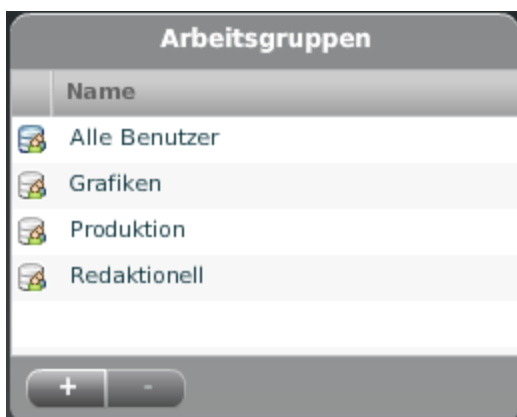 Arbeitsgruppen
Name
Alle Benutzer
Grafiken
Produktion
Redaktionell
+ -